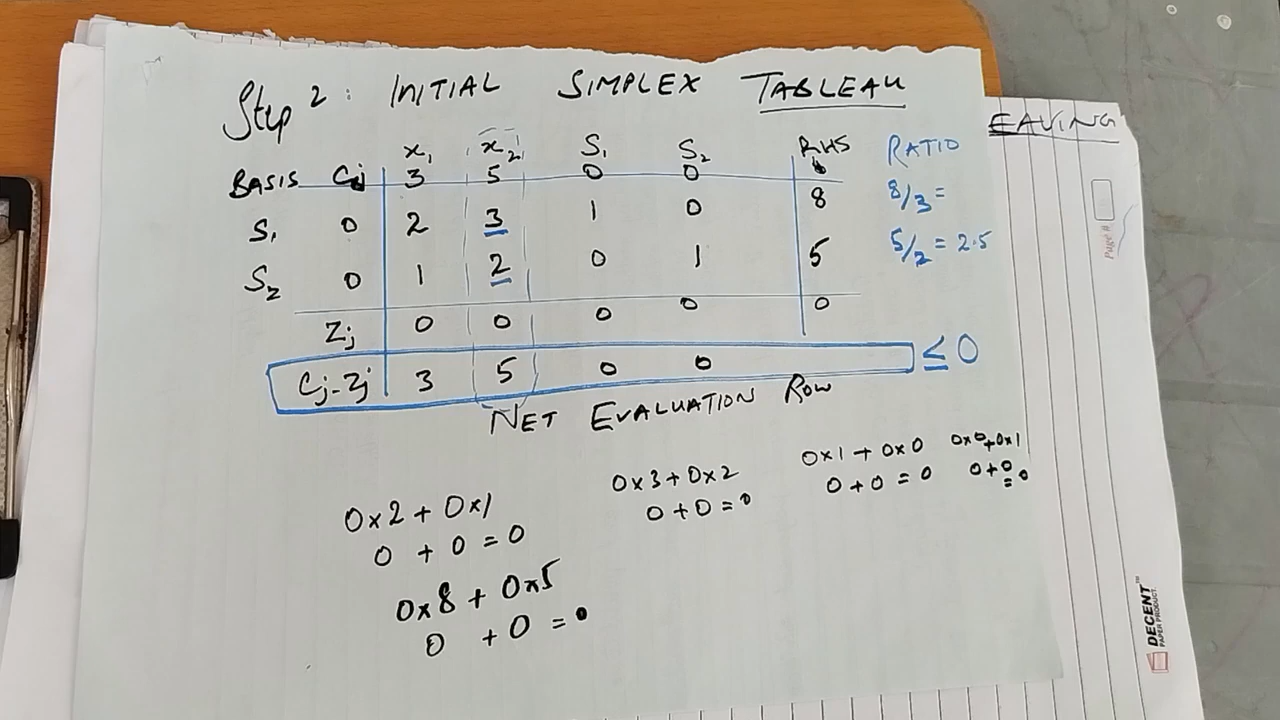 Step 2: INITIAL SIMPLEX TABLEAU
EAVING
x₁ x₂ S₁ S₂ RHS RATIO
BASIS Cj 3 5 0 0
S₁ 0 2 3 1 0 8 8/3 =
S₂ 0 1 2 0 1 5 5/2 = 2.5
Zj 0 0 0 0 0
Cj-Zj 3 5 0 0 ≤ 0
NET EVALUATION ROW
0x2 + 0x1
0 + 0 = 0
0x3 + 0x2
0 + 0 = 0
0x1 + 0x0
0 + 0 = 0
0x0 + 0x1
0 + 0
= 0
0x8 + 0x5
0 + 0 = 0
Page #
DECENT
PAPER PRODUCT